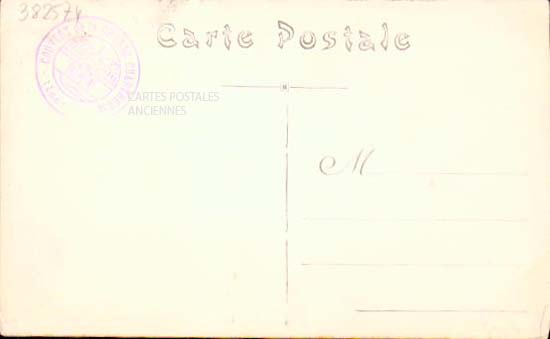 382574
Carte Postale
CARTES POSTALES
ANCIENNES
M